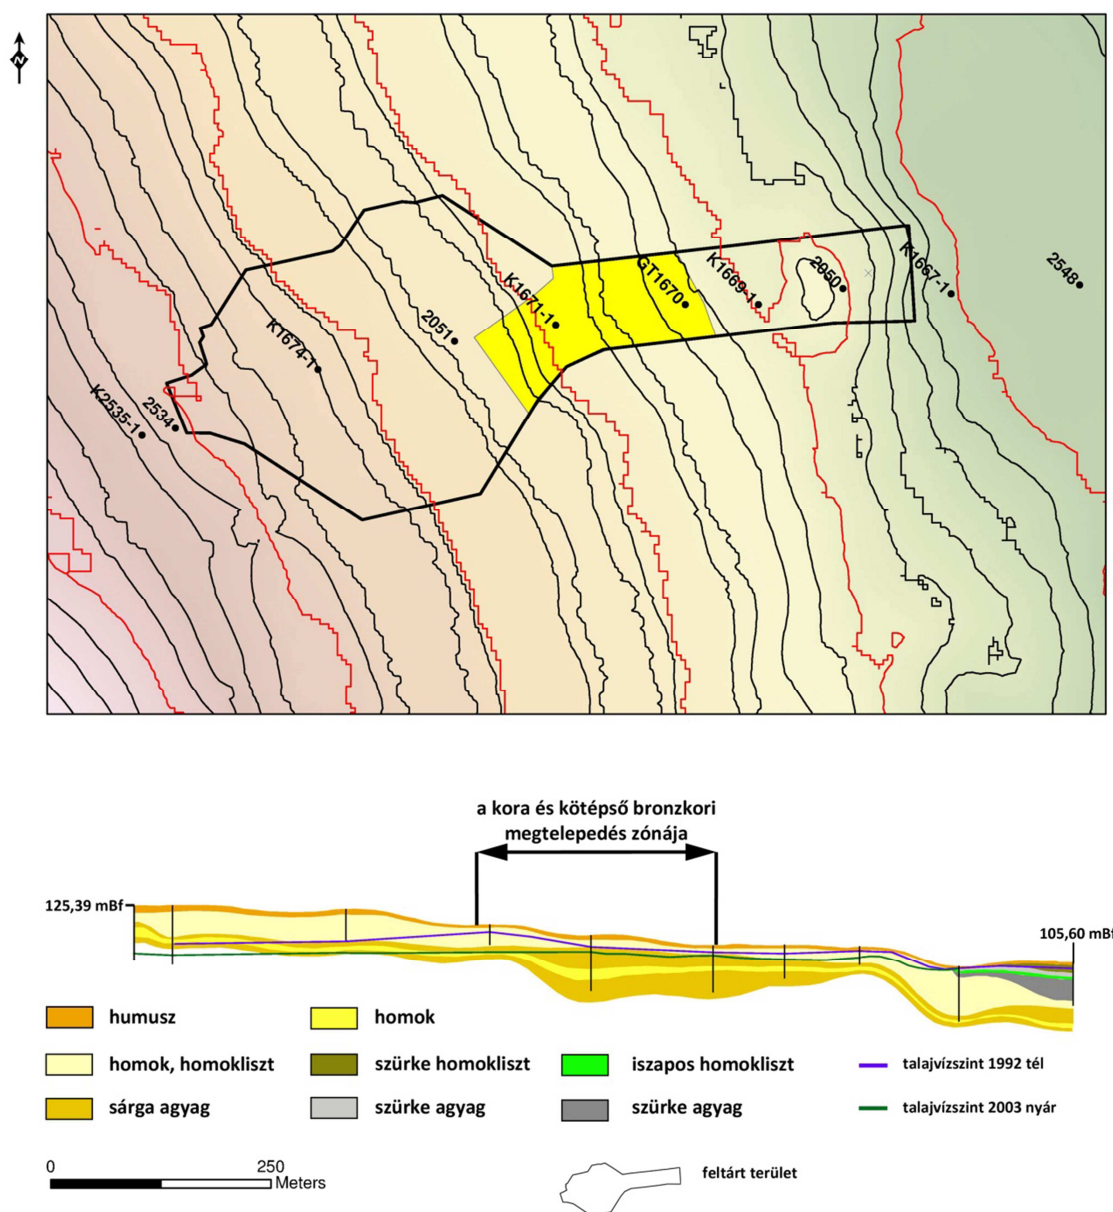 N
K2535-1
2534
K1674-1
2051
K1671-1
GT1670
K1669-1
2050
K1667-1
2548
a kora és kötépső bronzkori
megtelepedés zónája
125,39 mBf
105,60 mBf
humusz
homok
homok, homokliszt
szürke homokliszt
iszapos homokliszt
talajvízszint 1992 tél
sárga agyag
szürke agyag
szürke agyag
talajvízszint 2003 nyár
0 250
Meters
feltárt terület